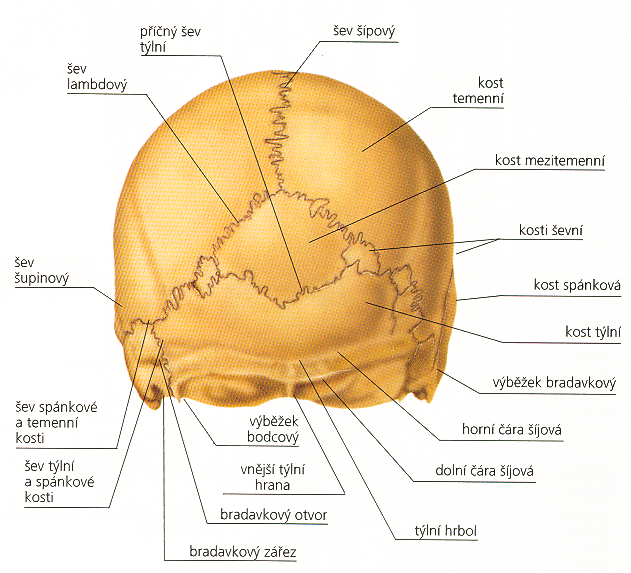 příčný šev
týlní
šev šípový
šev
lambdový
kost
temenní
kost mezitemenní
kosti ševní
šev
šupinový
kost spánková
kost týlní
výběžek bradavkový
šev spánkové
a temenní
kosti
výběžek
bodcový
horní čára šíjová
šev týlní
a spánkové
kosti
vnější týlní
hrana
dolní čára šíjová
bradavkový otvor
týlní hrbol
bradavkový zářez